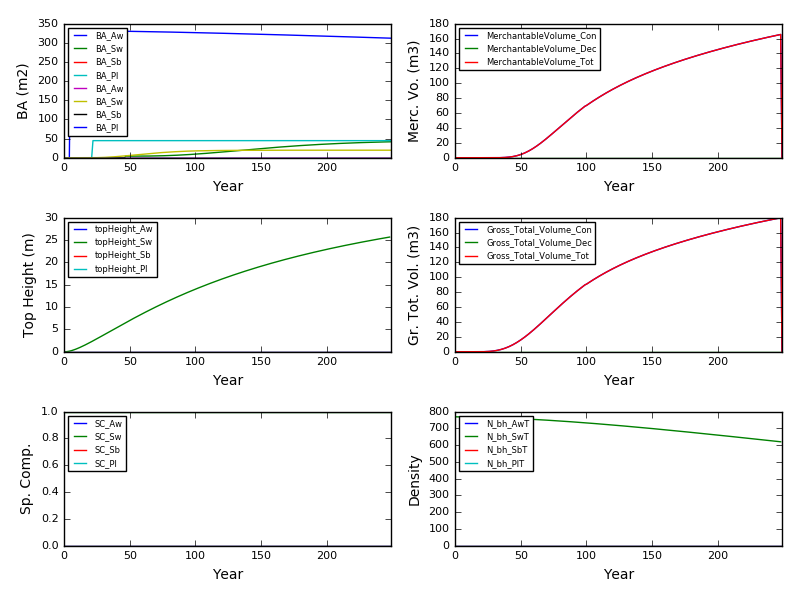 BA (m2)
350
300
250
200
150
100
50
0
BA_Aw
BA_Sw
BA_Sb
BA_Pl
BA_Aw
BA_Sw
BA_Sb
BA_Pl
0 50 100 150 200
Year
Merc. Vo. (m3)
180
160
140
120
100
80
60
40
20
0
MerchantableVolume_Con
MerchantableVolume_Dec
MerchantableVolume_Tot
0 50 100 150 200
Year
Top Height (m)
30
25
20
15
10
5
0
topHeight_Aw
topHeight_Sw
topHeight_Sb
topHeight_Pl
0 50 100 150 200
Year
Gr. Tot. Vol. (m3)
180
160
140
120
100
80
60
40
20
0
Gross_Total_Volume_Con
Gross_Total_Volume_Dec
Gross_Total_Volume_Tot
0 50 100 150 200
Year
Sp. Comp.
1.0
0.8
0.6
0.4
0.2
0.0
SC_Aw
SC_Sw
SC_Sb
SC_Pl
0 50 100 150 200
Year
Density
800
700
600
500
400
300
200
100
0
N_bh_AwT
N_bh_SwT
N_bh_SbT
N_bh_PlT
0 50 100 150 200
Year